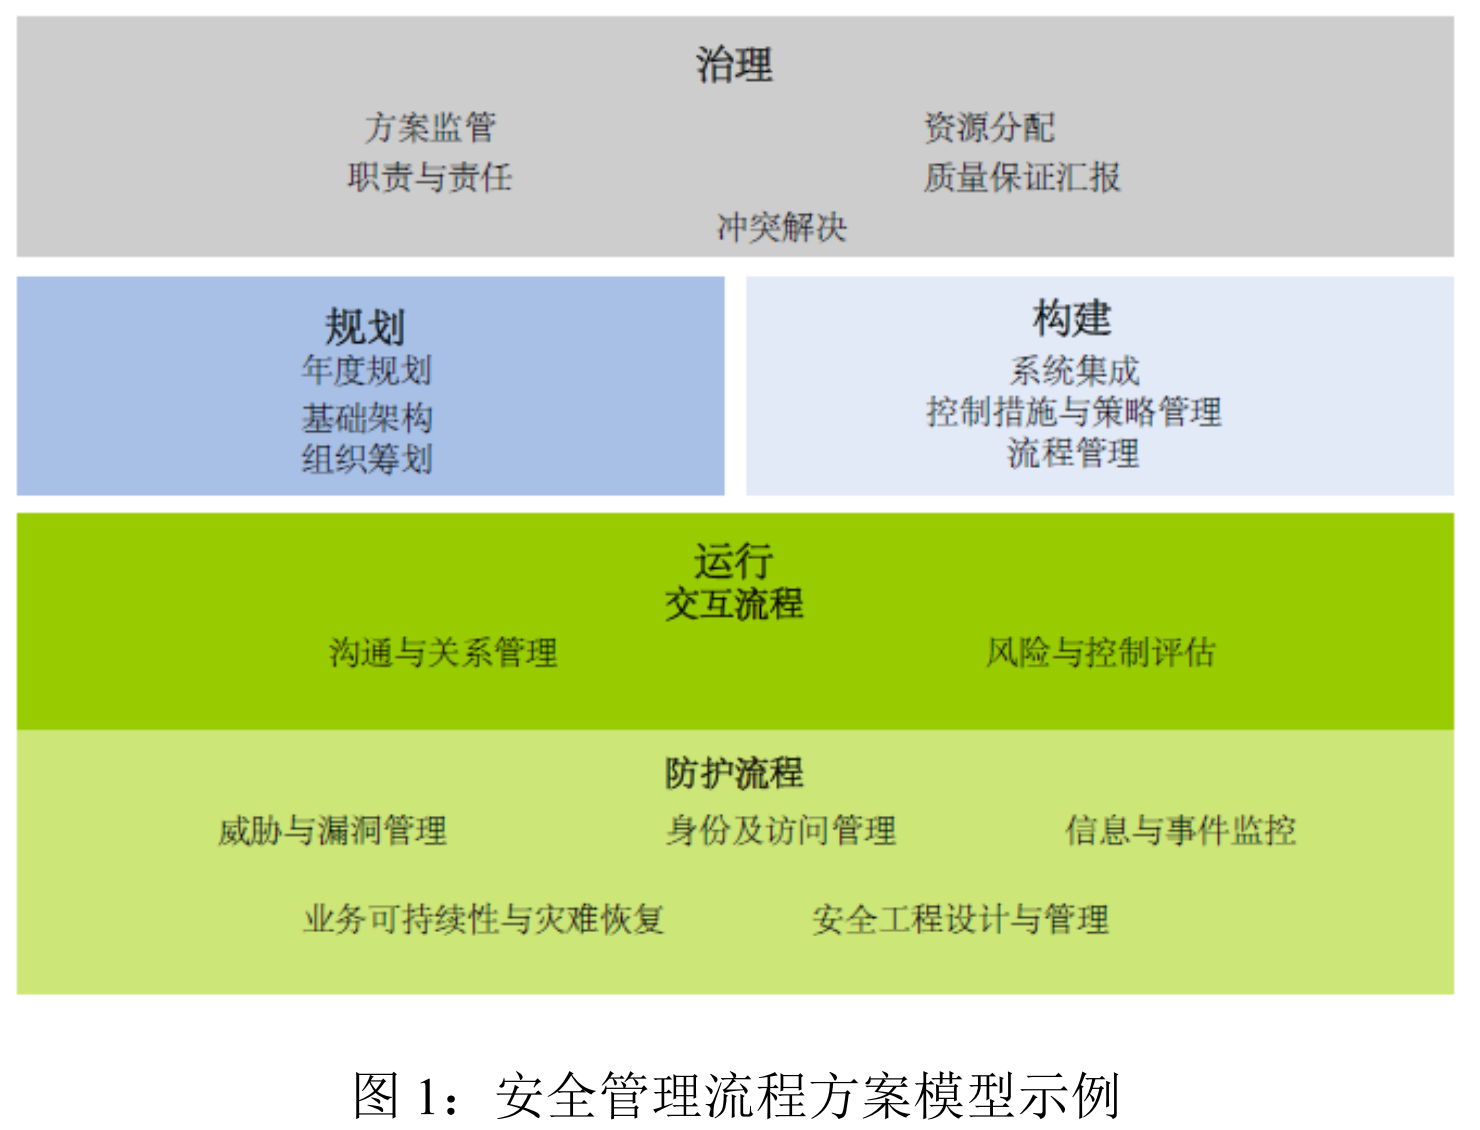 治理
方案监管 资源分配
职责与责任 质量保证汇报
冲突解决
规划
年度规划
基础架构
组织筹划
构建
系统集成
控制措施与策略管理
流程管理
运行
交互流程
沟通与关系管理 风险与控制评估
防护流程
威胁与漏洞管理 身份及访问管理 信息与事件监控
业务可持续性与灾难恢复 安全工程设计与管理
图 1：安全管理流程方案模型示例